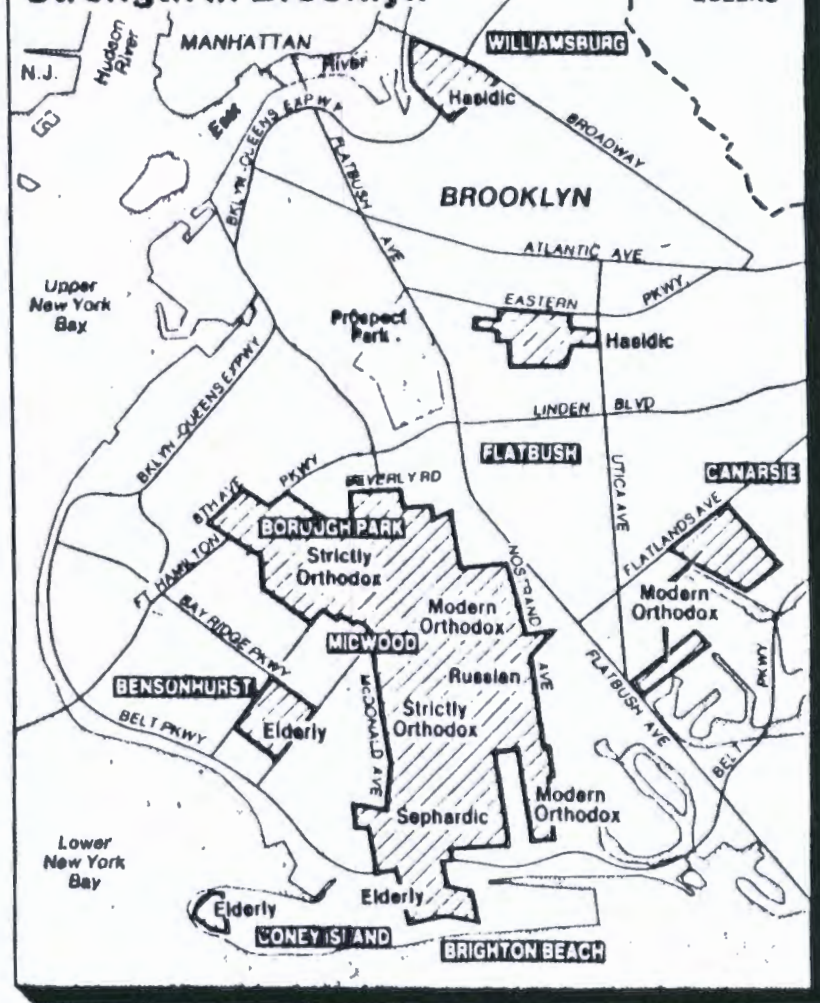 MANHATTAN
WILLIAMSBURG
N.J.
Hudson
River
River
East
Hasidic
BKLYN-QUEENS EXPWY
FLATBUSH
AVE
BROADWAY
BROOKLYN
ATLANTIC AVE.
Upper
New York
Bay
EASTERN
PKWY.
Prospect
Park
Hasidic
BKLYN-QUEENS EXPWY
LINDEN BLVD
FLATBUSH
CANARSIE
UTICA AVE
PKWY
BEVERLY RD
8TH AVE
FLATLANDS AVE
BOROUGH PARK
Strictly
Orthodox
FT. HAMILTON
NOSTRAND
AVE
Modern
Orthodox
Modern
Orthodox
BAY RIDGE PKWY
MIDWOOD
Russian
BENSONHURST
MCDONALD AVE
Strictly
Orthodox
FLATBUSH AVE
PKWY
BELT
BELT PKWY
Elderly
Sephardic
Modern
Orthodox
Lower
New York
Bay
Elderly
Elderly
CONEY ISLAND
BRIGHTON BEACH